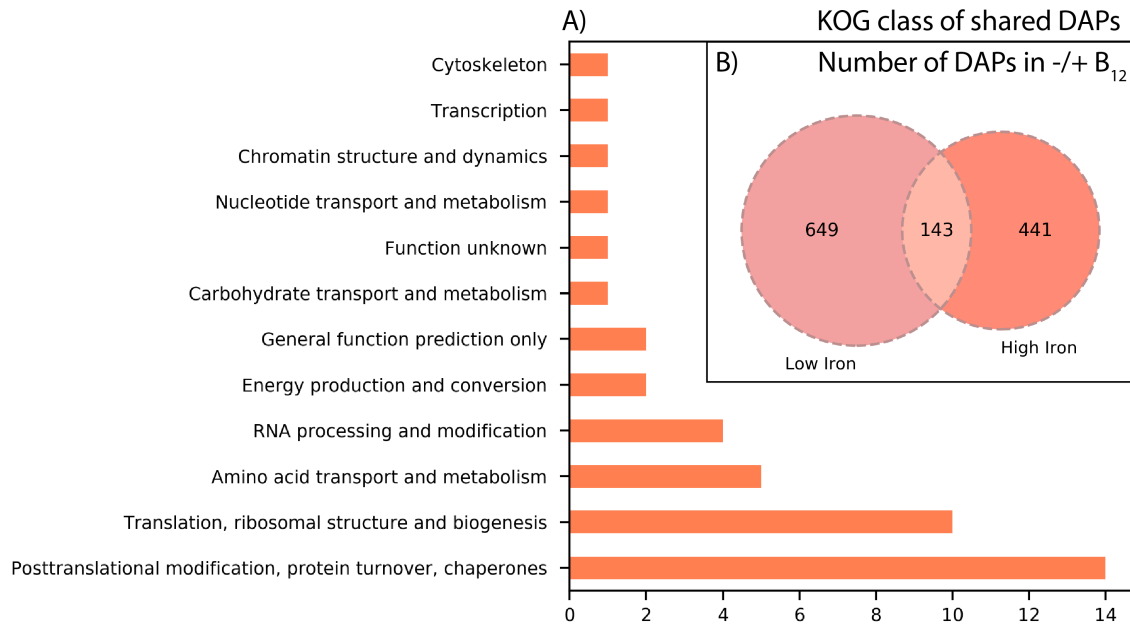 A)
KOG class of shared DAPs
B)
Number of DAPs in -/+ B12
Cytoskeleton
Transcription
Chromatin structure and dynamics
Nucleotide transport and metabolism
Function unknown
Carbohydrate transport and metabolism
General function prediction only
Energy production and conversion
RNA processing and modification
Amino acid transport and metabolism
Translation, ribosomal structure and biogenesis
Posttranslational modification, protein turnover, chaperones
649
143
441
Low Iron
High Iron
0 2 4 6 8 10 12 14